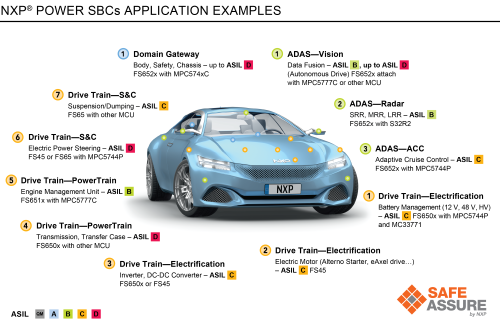 NXP® POWER SBCs APPLICATION EXAMPLES
1 Domain Gateway
Body, Safety, Chassis – up to ASIL D
FS652x with MPC574xC
1 ADAS—Vision
Data Fusion – ASIL B, up to ASIL D
(Autonomous Drive) FS652x attach
with MPC5777C or other MCU
7 Drive Train—S&C
Suspension/Dumping – ASIL C
FS65 with other MCU
2 ADAS—Radar
SRR, MRR, LRR – ASIL B
FS652x with S32R2
6 Drive Train—S&C
Electric Power Steering – ASIL D
FS45 or FS65 with MPC5744P
3 ADAS—ACC
Adaptive Cruise Control – ASIL C
FS652x with MPC5744P
5 Drive Train—PowerTrain
Engine Management Unit – ASIL B
FS651x with MPC5777C
1 Drive Train—Electrification
Battery Management (12 V, 48 V, HV)
– ASIL C FS650x with MPC5744P
and MC33771
4 Drive Train—PowerTrain
Transmission, Transfer Case – ASIL D
FS650x with other MCU
2 Drive Train—Electrification
Electric Motor (Alterno Starter, eAxel drive…)
– ASIL C FS45
3 Drive Train—Electrification
Inverter, DC-DC Converter – ASIL C
FS650x or FS45
NXP
ASIL QM A B C D
SAFE
ASSURE
by NXP